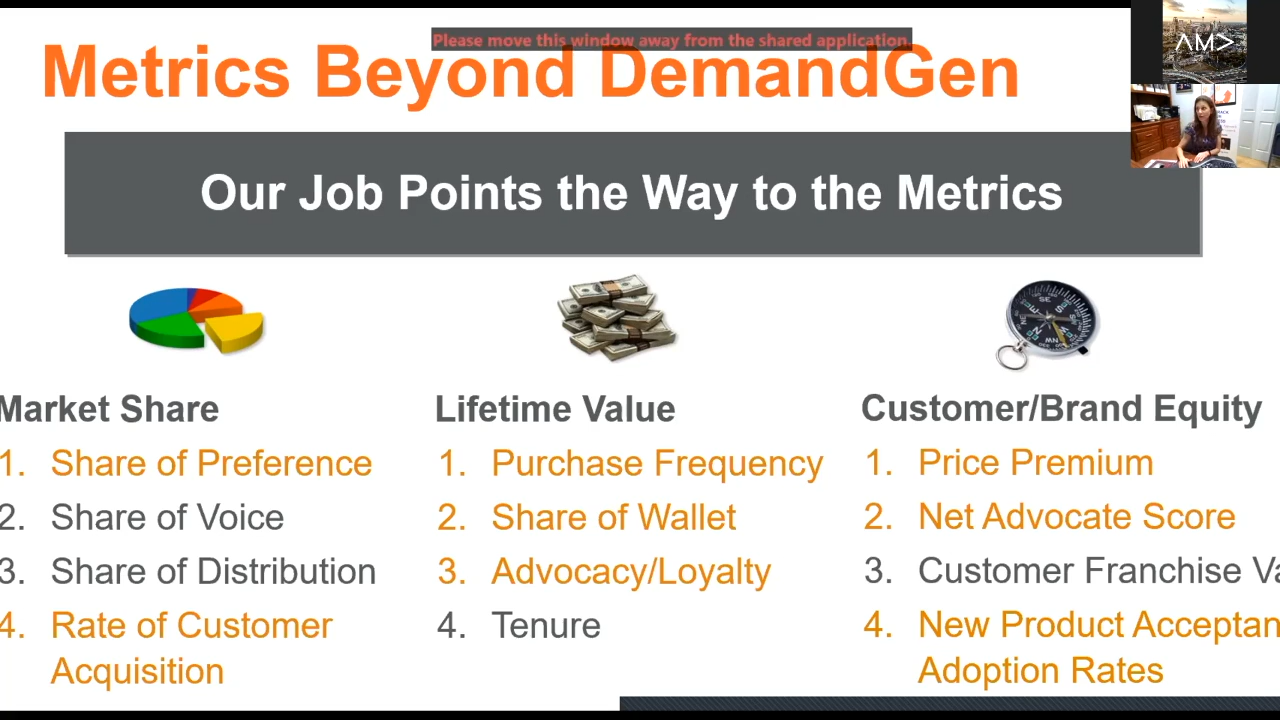 Please move this window away from the shared application.
Metrics Beyond DemandGen
Our Job Points the Way to the Metrics
Market Share
1. Share of Preference
2. Share of Voice
3. Share of Distribution
4. Rate of Customer
Acquisition
Lifetime Value
1. Purchase Frequency
2. Share of Wallet
3. Advocacy/Loyalty
4. Tenure
Customer/Brand Equity
1. Price Premium
2. Net Advocate Score
3. Customer Franchise Va
4. New Product Acceptan
Adoption Rates